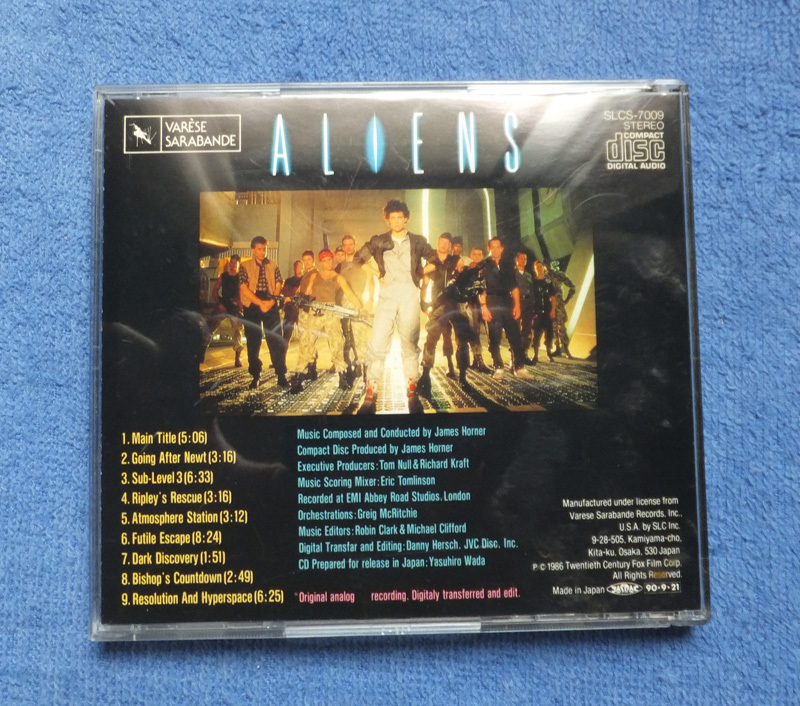 VARÈSE
SARABANDE
ALIENS
SLCS-7009
STEREO
COMPACT
disc
DIGITAL AUDIO
1. Main Title (5:06)
2. Going After Newt (3:16)
3. Sub-Level 3 (6:33)
4. Ripley's Rescue (3:16)
5. Atmosphere Station (3:12)
6. Futile Escape (8:24)
7. Dark Discovery (1:51)
8. Bishop's Countdown (2:49)
9. Resolution And Hyperspace (6:25)
Music Composed and Conducted by James Horner
Compact Disc Produced by James Horner
Executive Producers: Tom Null & Richard Kraft
Music Scoring Mixer: Eric Tomlinson
Recorded at EMI Abbey Road Studios. London
Orchestrations: Greig McRitchie
Music Editors: Robin Clark & Michael Clifford
Digital Transfar and Editing: Danny Hersch. JVC Disc. Inc.
CD Prepared for release in Japan: Yasuhiro Wada
*Original analog recording. Digitaly transferred and edit.
Manufactured under license from
Varese Sarabande Records, Inc.,
U.S.A. by SLC Inc.
9-28-505, Kamiyama-cho,
Kita-ku, Osaka, 530 Japan
P.© 1986 Twentieth Century Fox Film Corp.
All Rights Reserved.
Made in Japan JASRAC 90・9・21